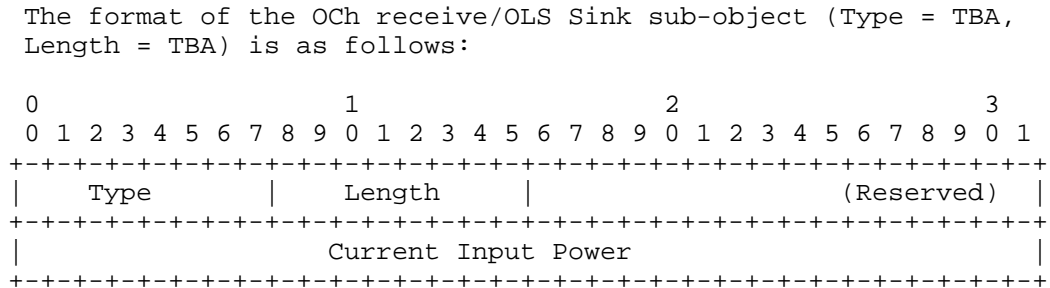 The format of the OCh receive/OLS Sink sub-object (Type = TBA,
Length = TBA) is as follows:
0                   1                   2                   3
0 1 2 3 4 5 6 7 8 9 0 1 2 3 4 5 6 7 8 9 0 1 2 3 4 5 6 7 8 9 0 1
+-+-+-+-+-+-+-+-+-+-+-+-+-+-+-+-+-+-+-+-+-+-+-+-+-+-+-+-+-+-+-+-+
|    Type       |    Length     |                   (Reserved)  |
+-+-+-+-+-+-+-+-+-+-+-+-+-+-+-+-+-+-+-+-+-+-+-+-+-+-+-+-+-+-+-+-+
|                   Current Input Power                         |
+-+-+-+-+-+-+-+-+-+-+-+-+-+-+-+-+-+-+-+-+-+-+-+-+-+-+-+-+-+-+-+-+